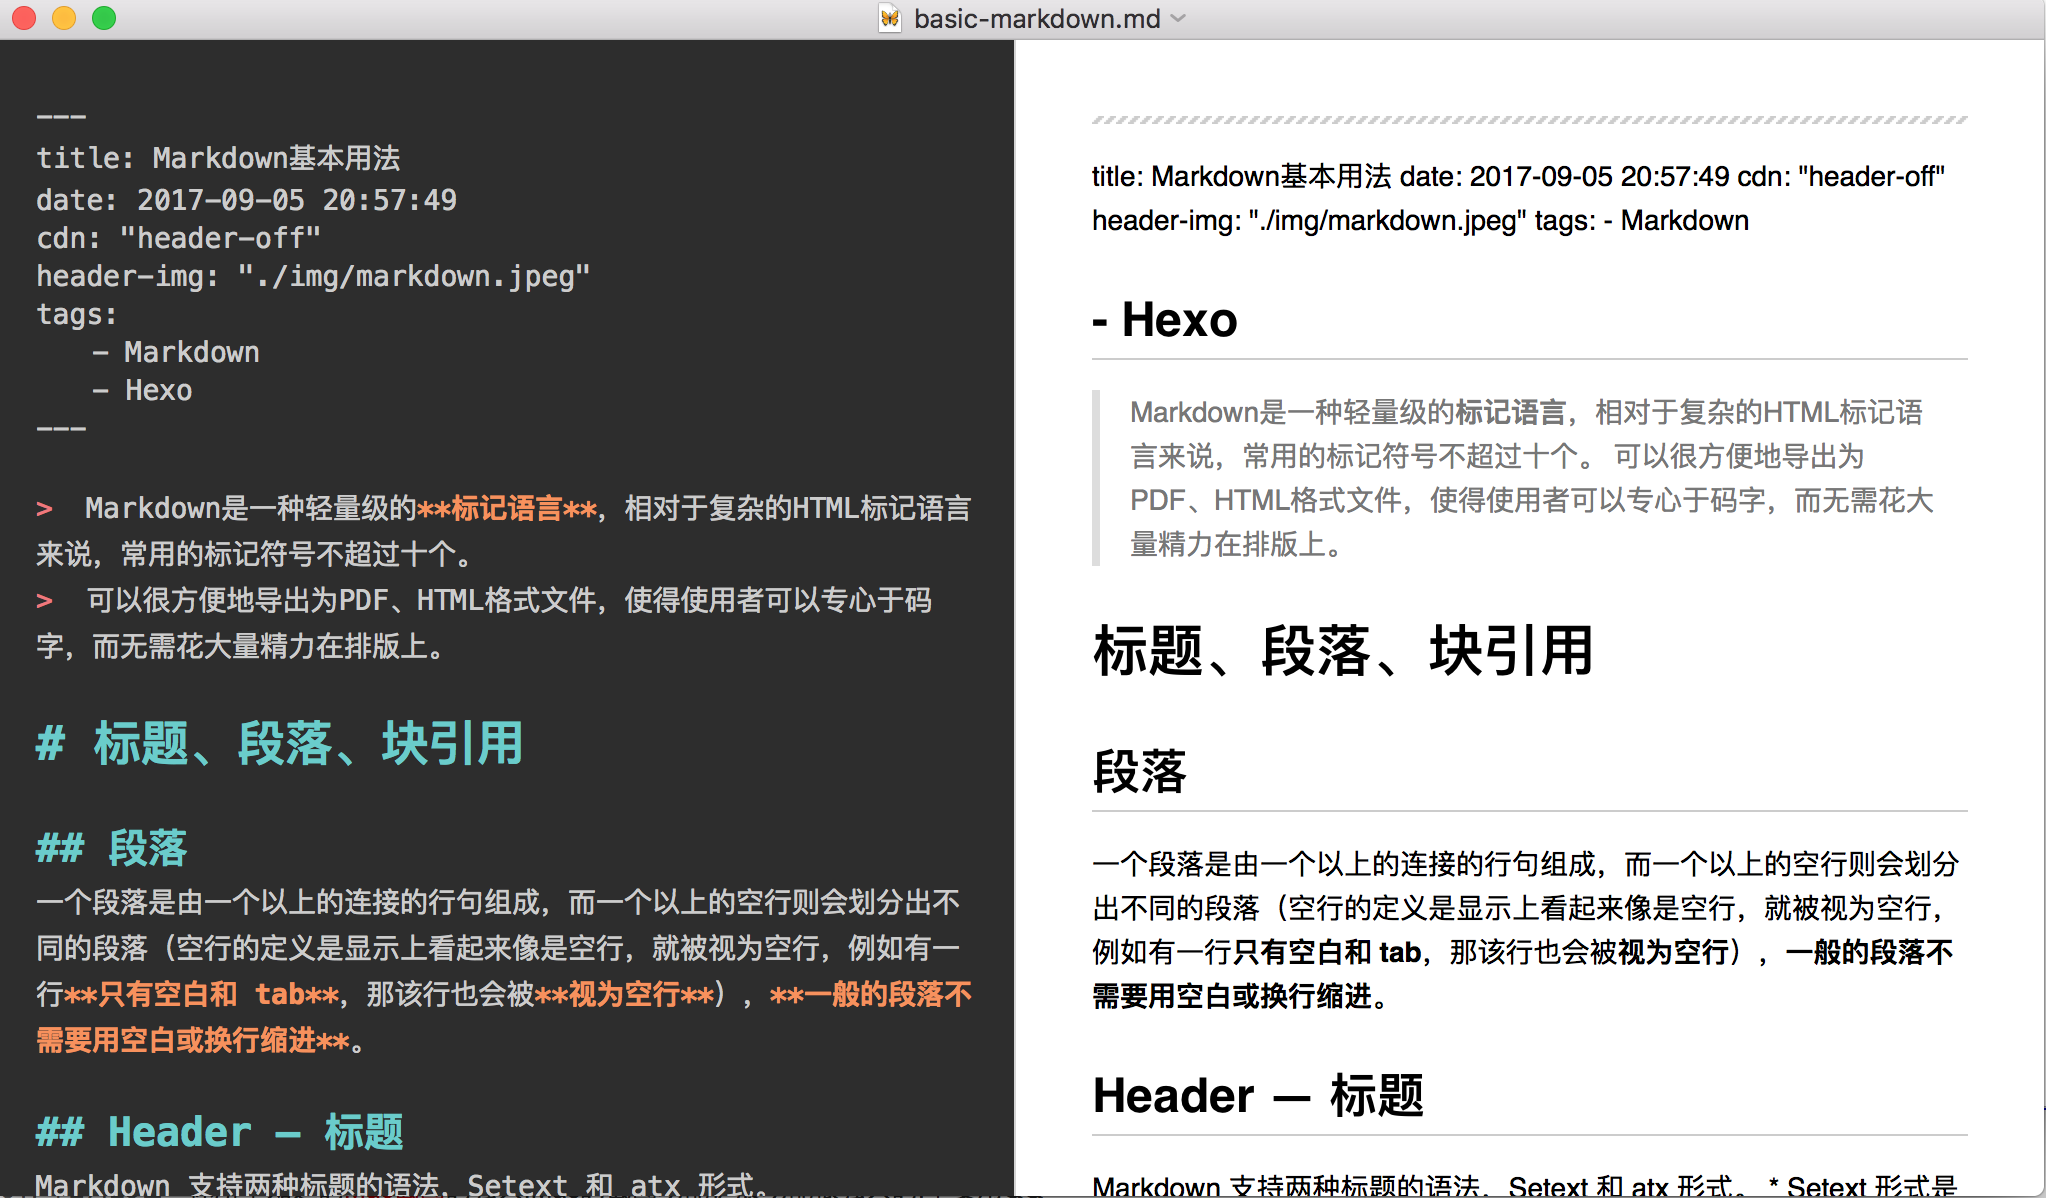 basic-markdown.md
---
title: Markdown基本用法
date: 2017-09-05 20:57:49
cdn: "header-off"
header-img: "./img/markdown.jpeg"
tags:
- Markdown
- Hexo
---
> Markdown是一种轻量级的**标记语言**，相对于复杂的HTML标记语言
来说，常用的标记符号不超过十个。
> 可以很方便地导出为PDF、HTML格式文件，使得使用者可以专心于码
字，而无需花大量精力在排版上。
# 标题、段落、块引用
## 段落
一个段落是由一个以上的连接的行句组成，而一个以上的空行则会划分出不
同的段落（空行的定义是显示上看起来像是空行，就被视为空行，例如有一
行**只有空白和 tab**，那该行也会被**视为空行**），**一般的段落不
需要用空白或换行缩进**。
## Header — 标题
Markdown 支持两种标题的语法，Setext 和 atx 形式。
title: Markdown基本用法 date: 2017-09-05 20:57:49 cdn: "header-off"
header-img: "./img/markdown.jpeg" tags: - Markdown
- Hexo
Markdown是一种轻量级的标记语言，相对于复杂的HTML标记语
言来说，常用的标记符号不超过十个。 可以很方便地导出为
PDF、HTML格式文件，使得使用者可以专心于码字，而无需花大
量精力在排版上。
标题、段落、块引用
段落
一个段落是由一个以上的连接的行句组成，而一个以上的空行则会划分
出不同的段落（空行的定义是显示上看起来像是空行，就被视为空行，
例如有一行只有空白和 tab，那该行也会被视为空行），一般的段落不
需要用空白或换行缩进。
Header — 标题
Markdown 支持两种标题的语法，Setext 和 atx 形式。 * Setext 形式是